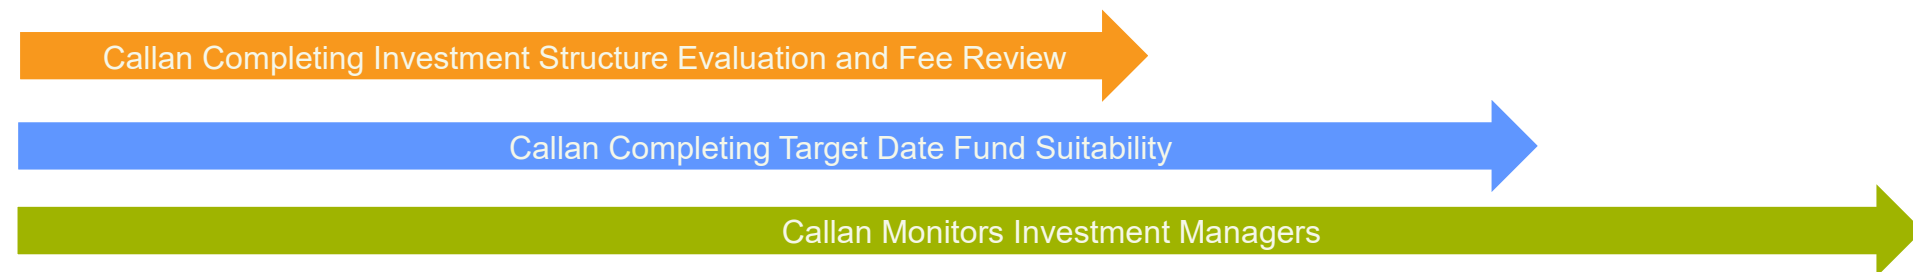 Callan Completing Investment Structure Evaluation and Fee Review
Callan Completing Target Date Fund Suitability
Callan Monitors Investment Managers